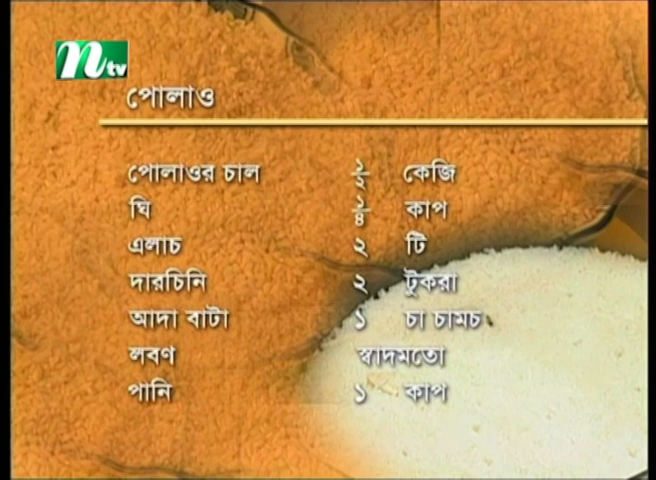 ntv
পোলাও
পোলাওর চাল ১/২ কেজি
ঘি ১/৪ কাপ
এলাচ ২ টি
দারচিনি ২ টুকরা
আদা বাটা ১ চা চামচ
লবণ স্বাদমতো
পানি ১ কাপ